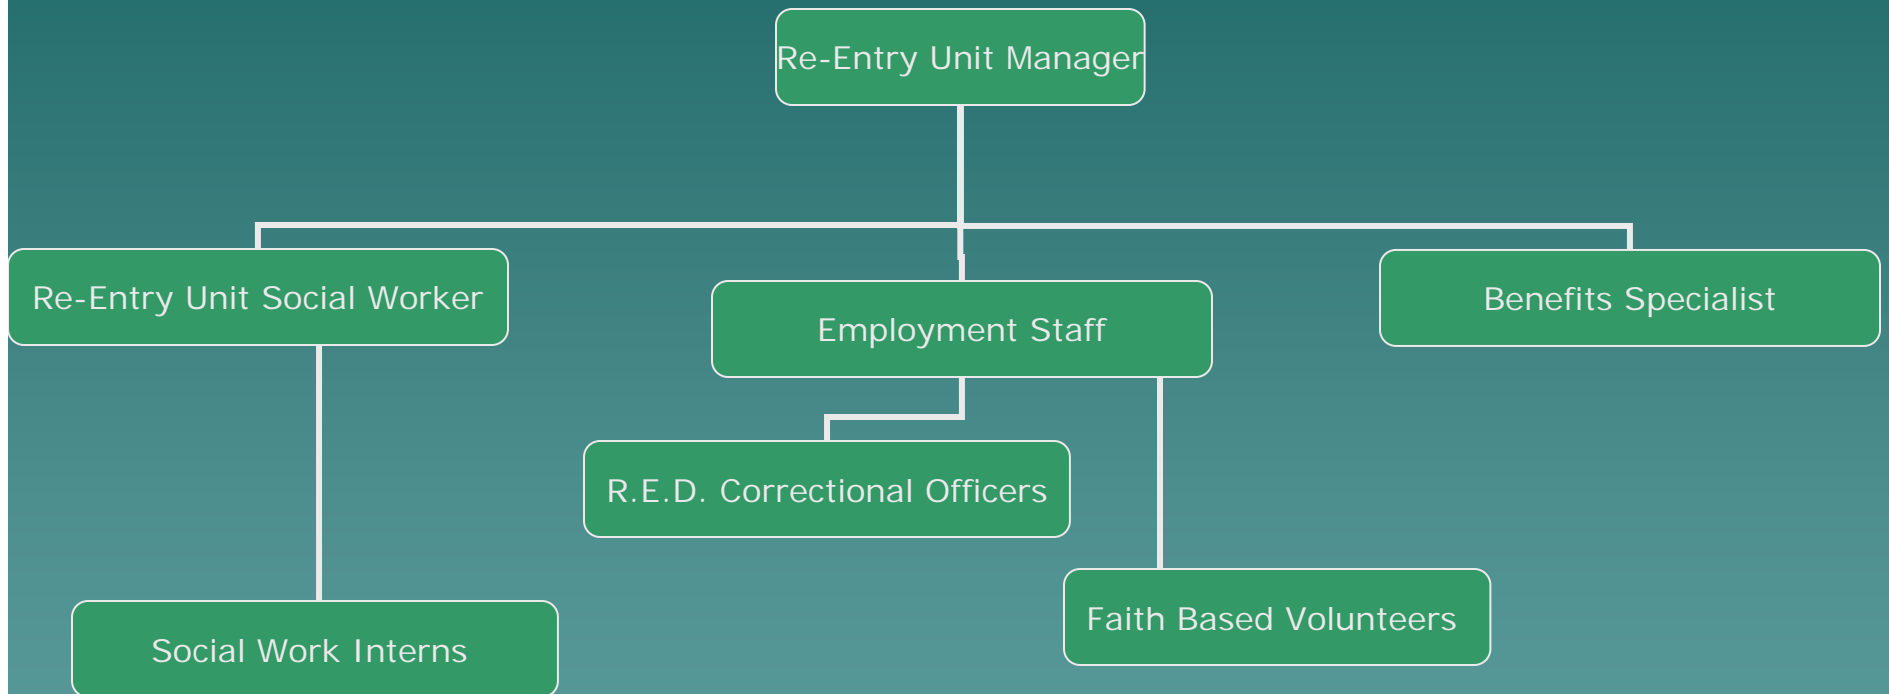 Re-Entry Unit Manager
Re-Entry Unit Social Worker
Employment Staff
Benefits Specialist
R.E.D. Correctional Officers
Faith Based Volunteers
Social Work Interns